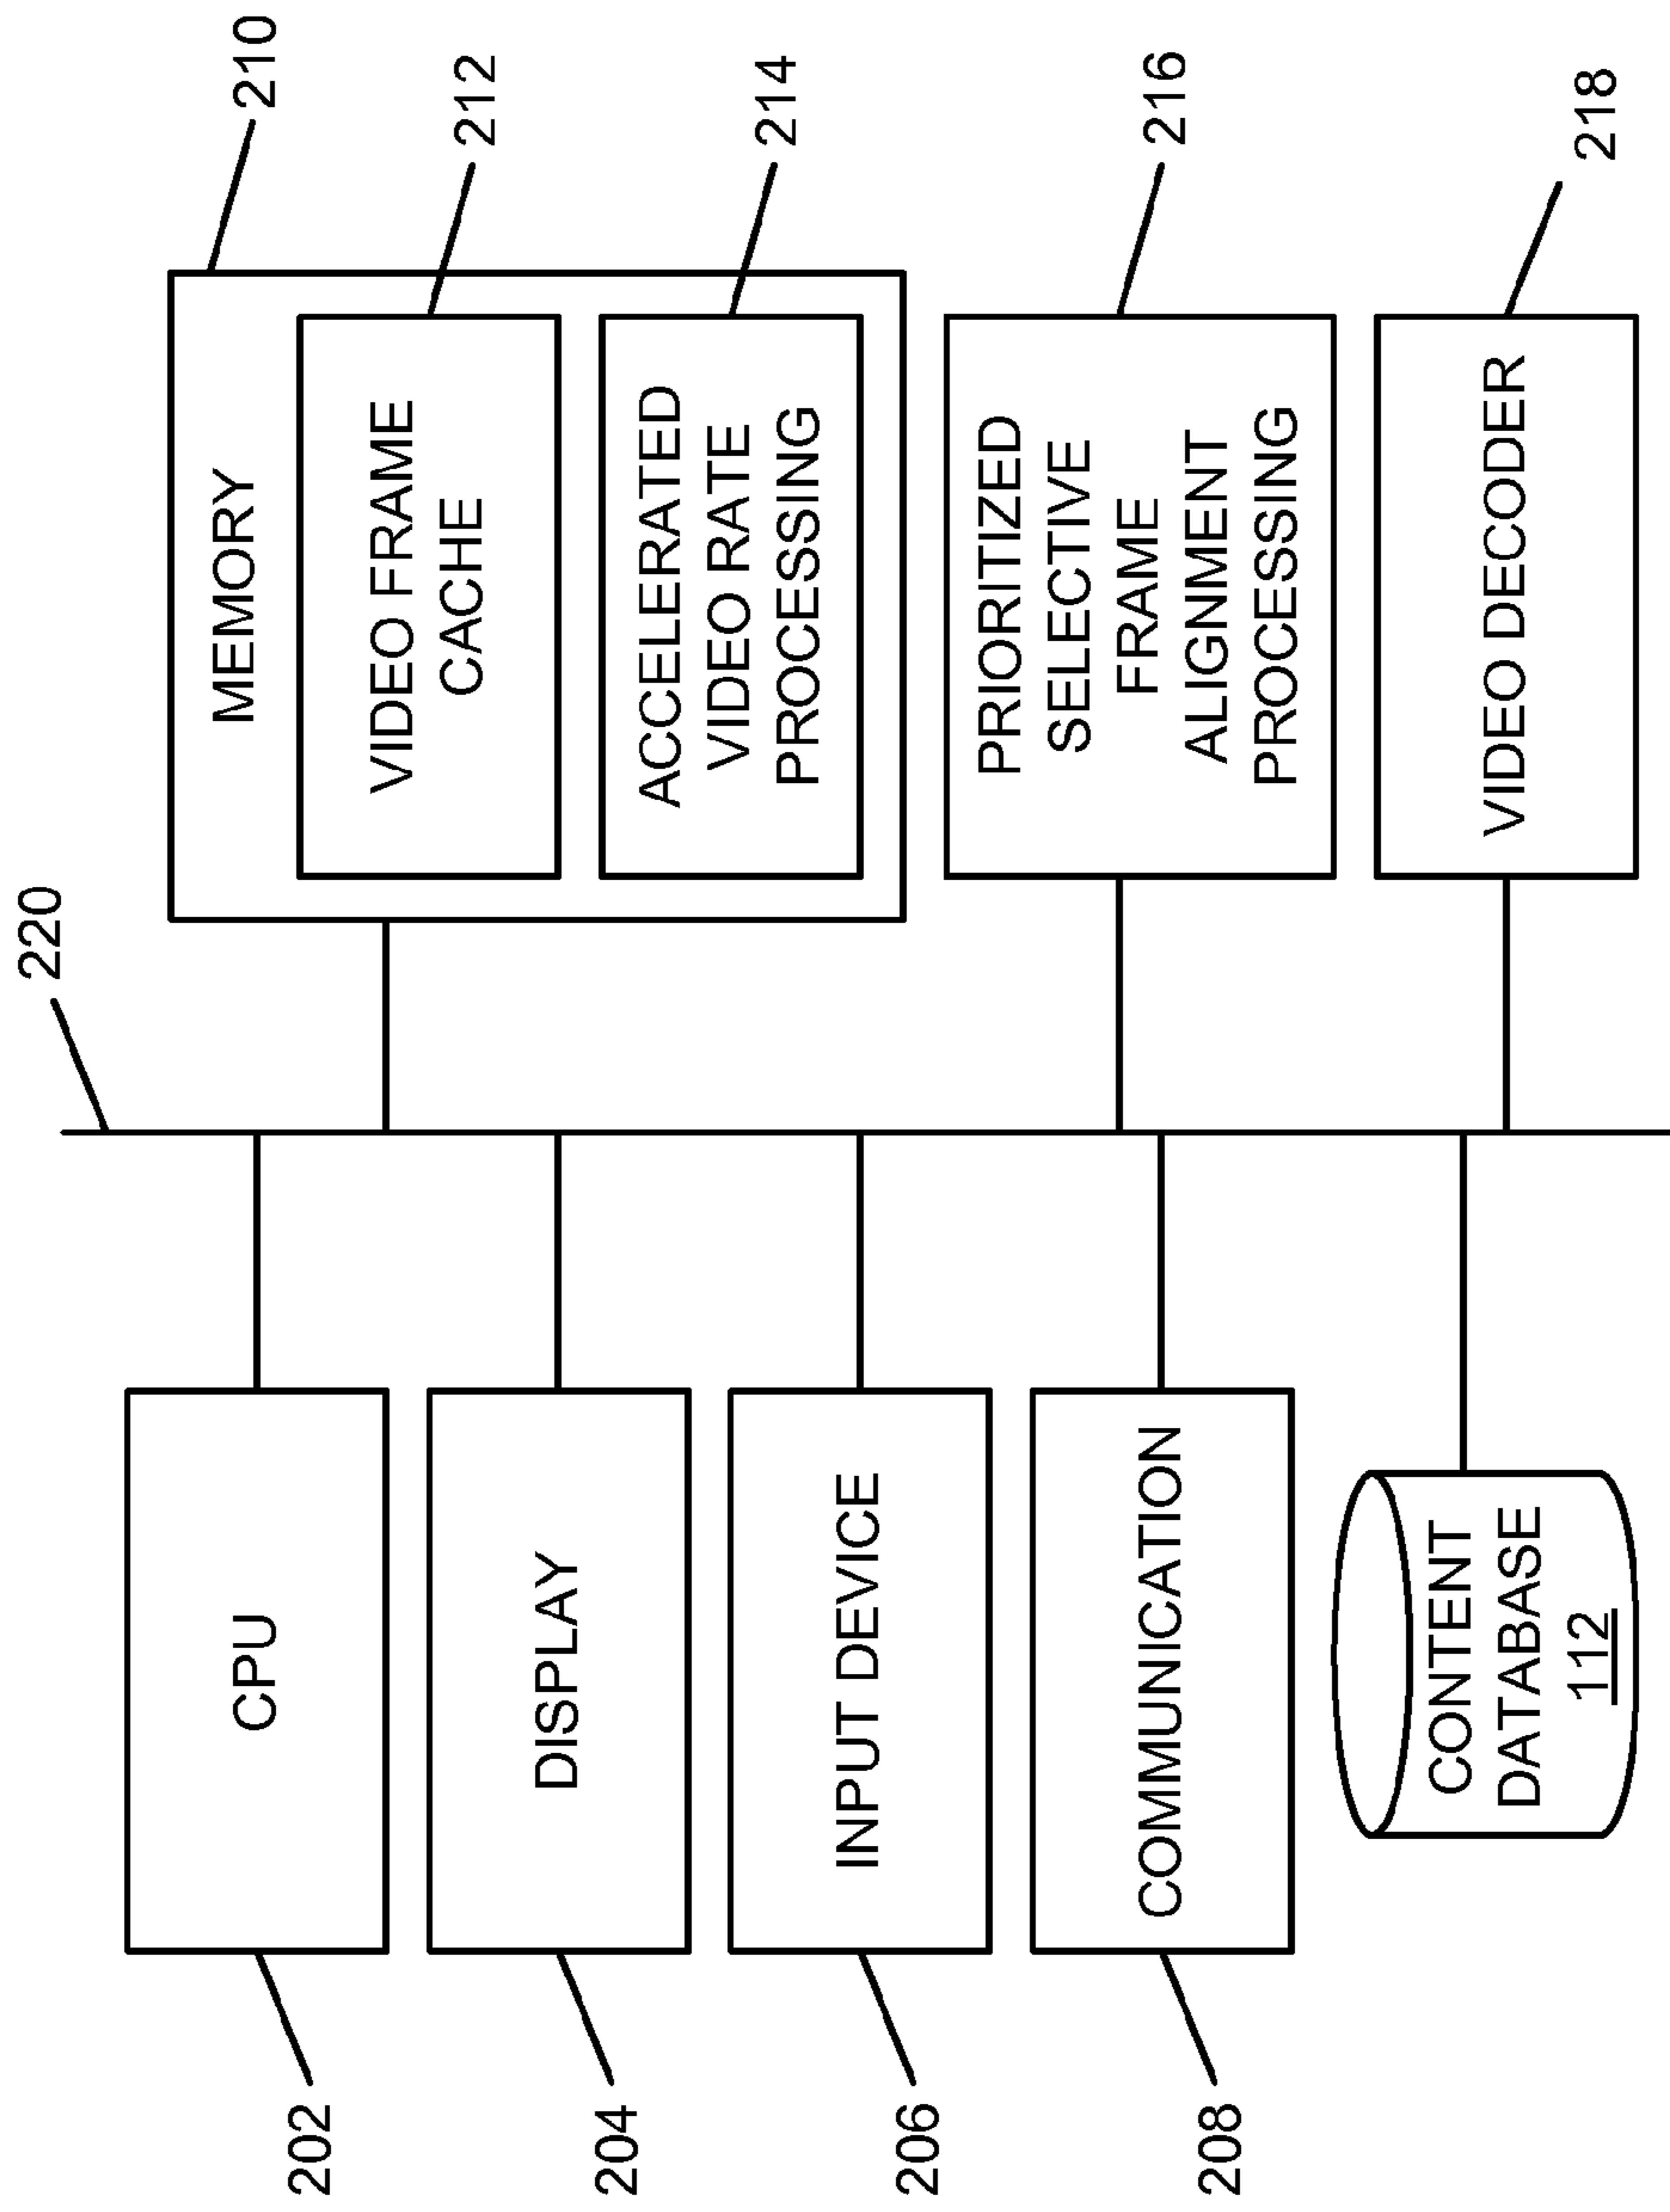 220
202
CPU
204
DISPLAY
206
INPUT DEVICE
208
COMMUNICATION
CONTENT
DATABASE
112
210
MEMORY
212
VIDEO FRAME
CACHE
214
ACCELERATED
VIDEO RATE
PROCESSING
216
PRIORITIZED
SELECTIVE
FRAME
ALIGNMENT
PROCESSING
218
VIDEO DECODER